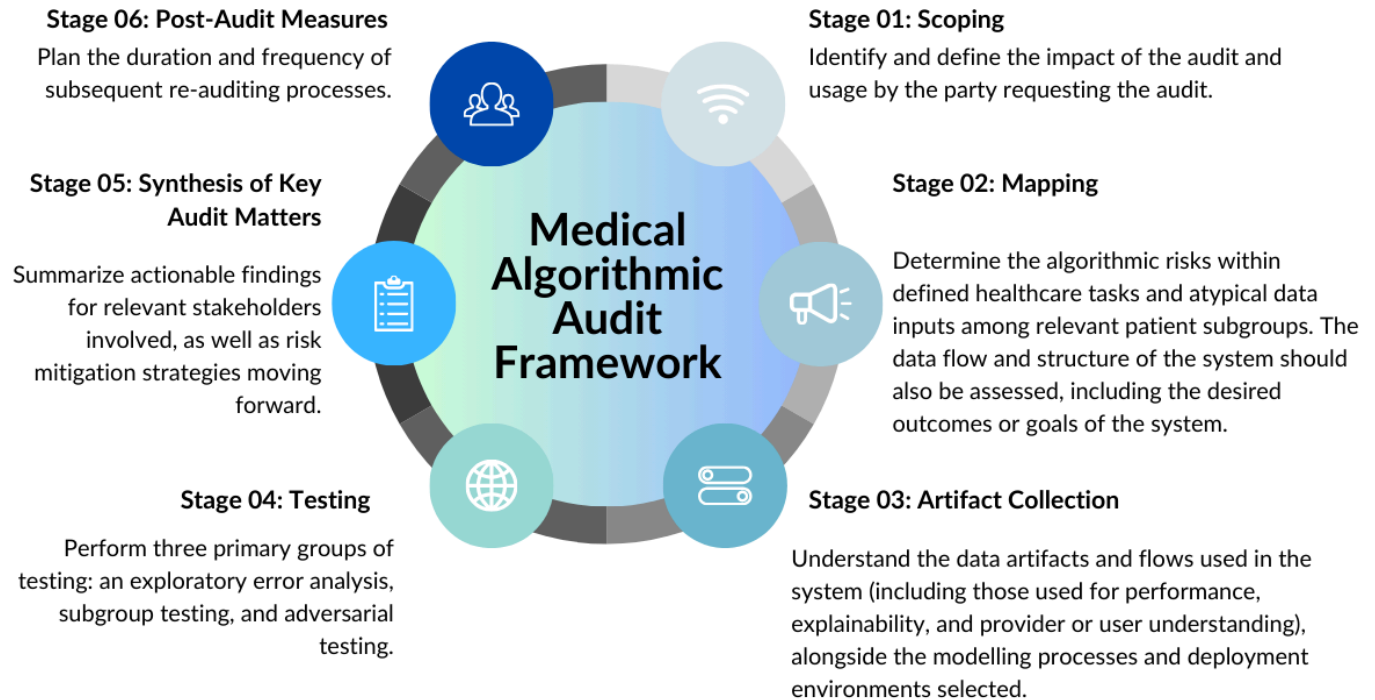 Stage 06: Post-Audit Measures
Plan the duration and frequency of
subsequent re-auditing processes.
Stage 01: Scoping
Identify and define the impact of the audit and
usage by the party requesting the audit.
Stage 05: Synthesis of Key
Audit Matters
Summarize actionable findings
for relevant stakeholders
involved, as well as risk
mitigation strategies moving
forward.
Medical
Algorithmic
Audit
Framework
Stage 02: Mapping
Determine the algorithmic risks within
defined healthcare tasks and atypical data
inputs among relevant patient subgroups. The
data flow and structure of the system should
also be assessed, including the desired
outcomes or goals of the system.
Stage 04: Testing
Perform three primary groups of
testing: an exploratory error analysis,
subgroup testing, and adversarial
testing.
Stage 03: Artifact Collection
Understand the data artifacts and flows used in the
system (including those used for performance,
explainability, and provider or user understanding),
alongside the modelling processes and deployment
environments selected.